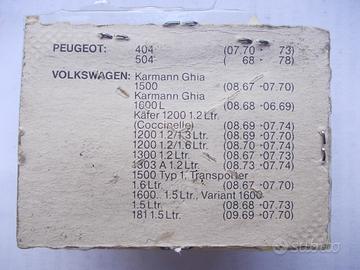 PEUGEOT: 404 (07.70 - 73)
504 ( 68 - 78)
VOLKSWAGEN: Karmann Ghia
1500 (08.67 -07.70)
Karmann Ghia
1600L (08.68 -06.69)
Käfer 1200 1.2 Ltr.
(Coccinelle) (08.69 -07.74)
1200 1.2/1.3 Ltr. (08.69 -07.70)
1200 1.2/1.6 Ltr. (08.70 -07.74)
1300 1.2 Ltr. (08.67 -07.73)
1303 A 1.2 Ltr. (08.73 -07.74)
1500 Typ 1. Transporter
1.6 Ltr. (08.67 -07.70)
1600.. 1.5 Ltr., Variant 1600
1.5 Ltr. (08.68 -07.73)
181 1.5 Ltr. (09.69 -07.70)
subito